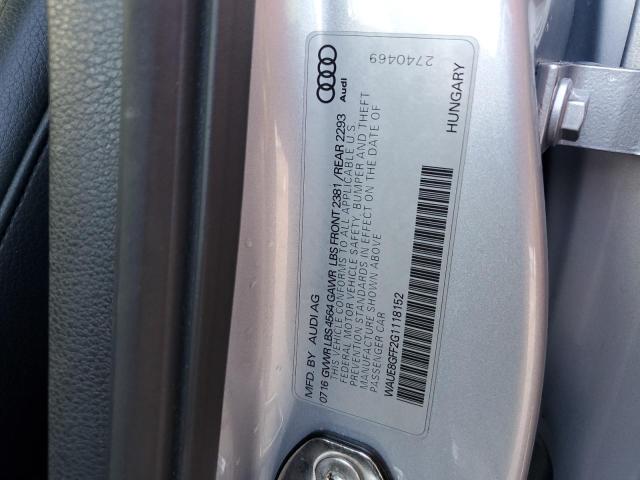 MFD. BY AUDI AG
Audi
07 16 GVWR LBS 4564 GAWR LBS FRONT 2381 / REAR 2293
THIS VEHICLE CONFORMS TO ALL APPLICABLE U.S
FEDERAL MOTOR VEHICLE SAFETY, BUMPER AND THEFT
PREVENTION STANDARDS IN EFFECT ON THE DATE OF
MANUFACTURE SHOWN ABOVE
PASSENGER CAR
WAUE8GFF2G1118152
2740469
HUNGARY